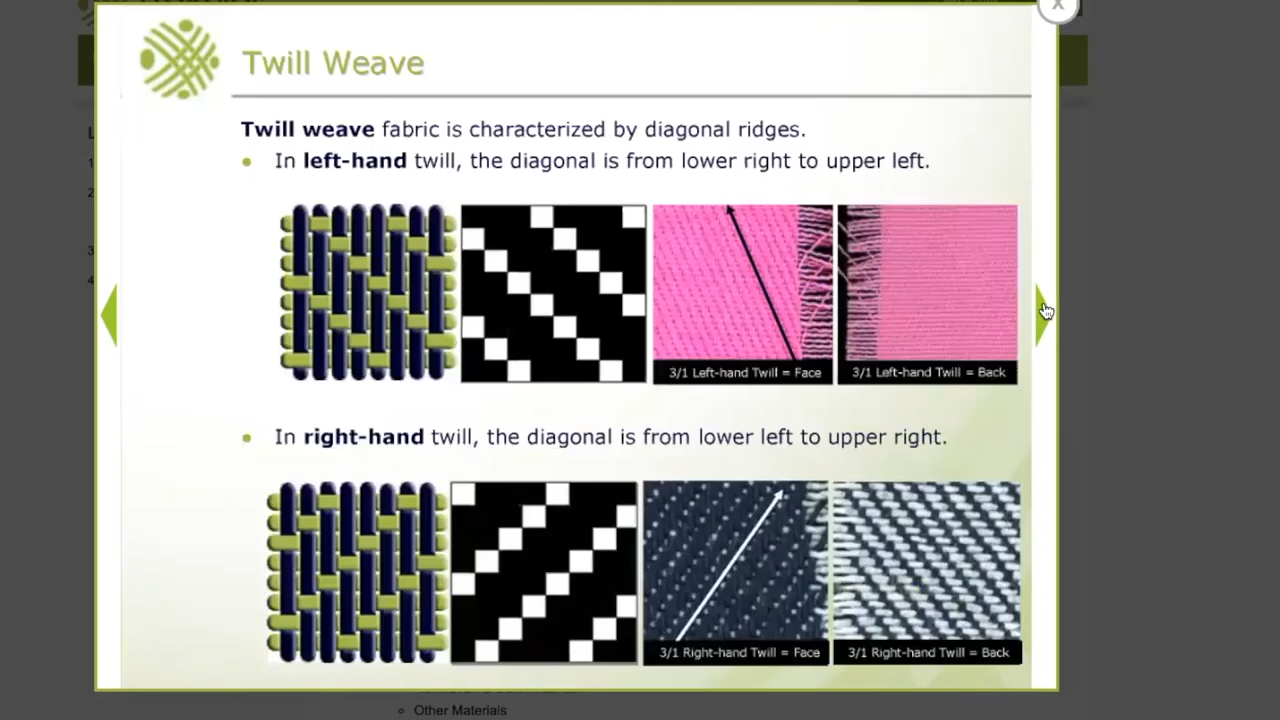 X
Twill Weave
Twill weave fabric is characterized by diagonal ridges.
• In left-hand twill, the diagonal is from lower right to upper left.
3/1 Left-hand Twill = Face
3/1 Left-hand Twill = Back
• In right-hand twill, the diagonal is from lower left to upper right.
3/1 Right-hand Twill = Face
3/1 Right-hand Twill = Back
Other Materials